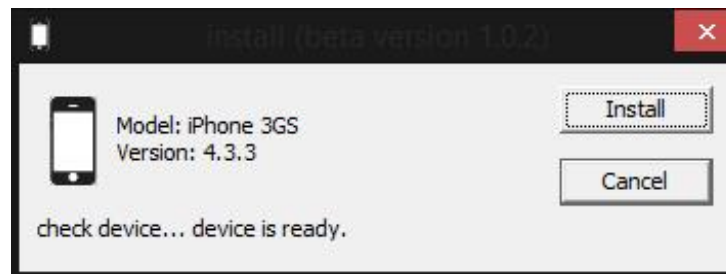 install (beta version 1.0.2)
Model: iPhone 3GS
Version: 4.3.3
Install
Cancel
check device... device is ready.